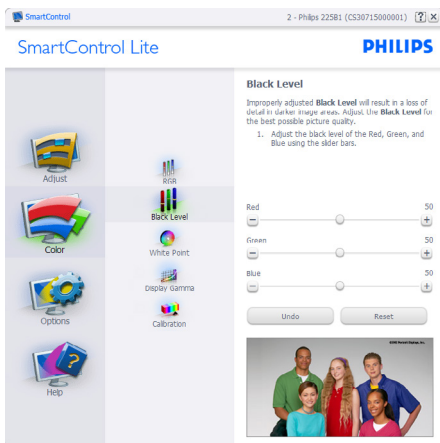 SmartControl
2 - Philips 225B1 (CS30715000001)
SmartControl Lite
PHILIPS
Adjust
Color
Options
Help
RGB
Black Level
White Point
Display Gamma
Calibration
Black Level
Improperly adjusted Black Level will result in a loss of
detail in darker image areas. Adjust the Black Level for
the best possible picture quality.
1. Adjust the black level of the Red, Green, and
Blue using the slider bars.
Red 50
Green 50
Blue 50
Undo
Reset